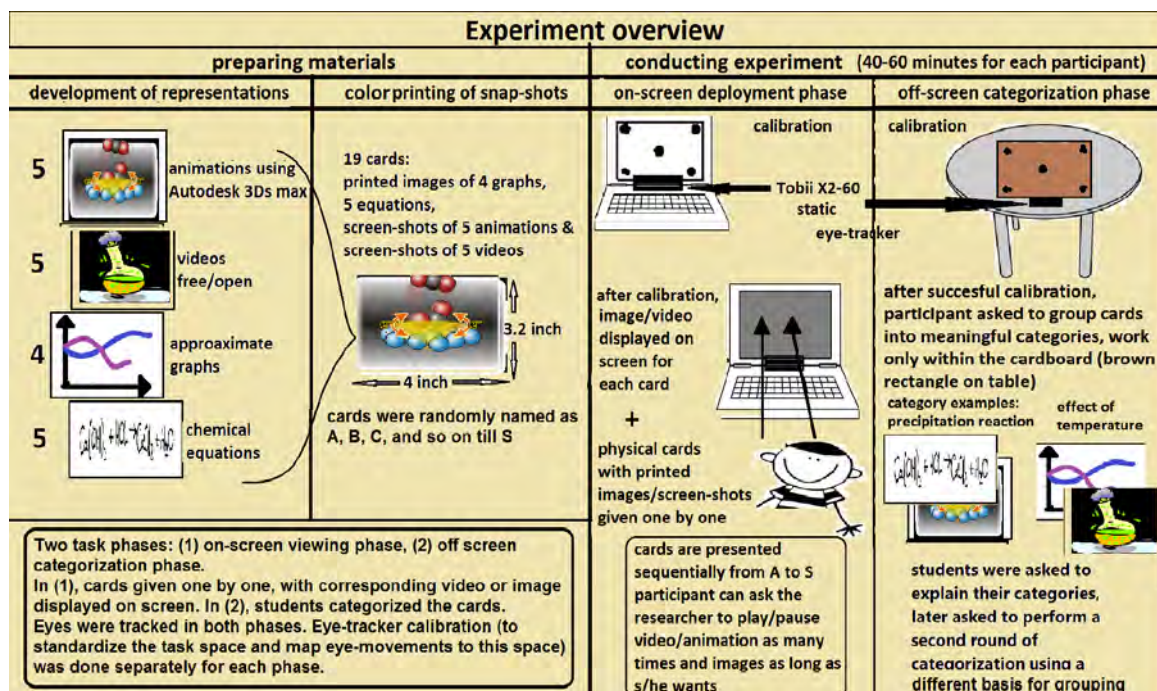 Experiment overview
preparing materials
conducting experiment (40-60 minutes for each participant)
development of representations
color printing of snap-shots
on-screen deployment phase
off-screen categorization phase
5
animations using
Autodesk 3Ds max
5
videos
free/open
4
approximate
graphs
5
chemical
equations
19 cards:
printed images of 4 graphs,
5 equations,
screen-shots of 5 animations &
screen-shots of 5 videos
3.2 inch
4 inch
cards were randomly named as
A, B, C, and so on till S
Two task phases: (1) on-screen viewing phase, (2) off screen
categorization phase.
In (1), cards given one by one, with corresponding video or image
displayed on screen. In (2), students categorized the cards.
Eyes were tracked in both phases. Eye-tracker calibration (to
standardize the task space and map eye-movements to this space)
was done separately for each phase.
calibration
calibration
Tobii X2-60
static
eye-tracker
after calibration,
image/video
displayed on
screen for
each card
+
physical cards
with printed
images/screen-shots
given one by one
cards are presented
sequentially from A to S
participant can ask the
researcher to play/pause
video/animation as many
times and images as long as
s/he wants
after succesful calibration,
participant asked to group cards
into meaningful categories, work
only within the cardboard (brown
rectangle on table)
category examples:
precipitation reaction
effect of
temperature
students were asked to
explain their categories,
later asked to perform a
second round of
categorization using a
different basis for grouping